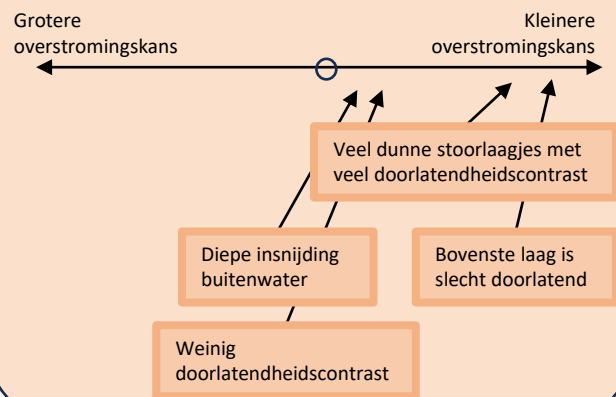 Grotere
overstromingskans
Kleinere
overstromingskans
Veel dunne stoorlaagjes met
veel doorlatendheidscontrast
Diepe insnijding
buitenwater
Bovenste laag is
slecht doorlatend
Weinig
doorlatendheidscontrast